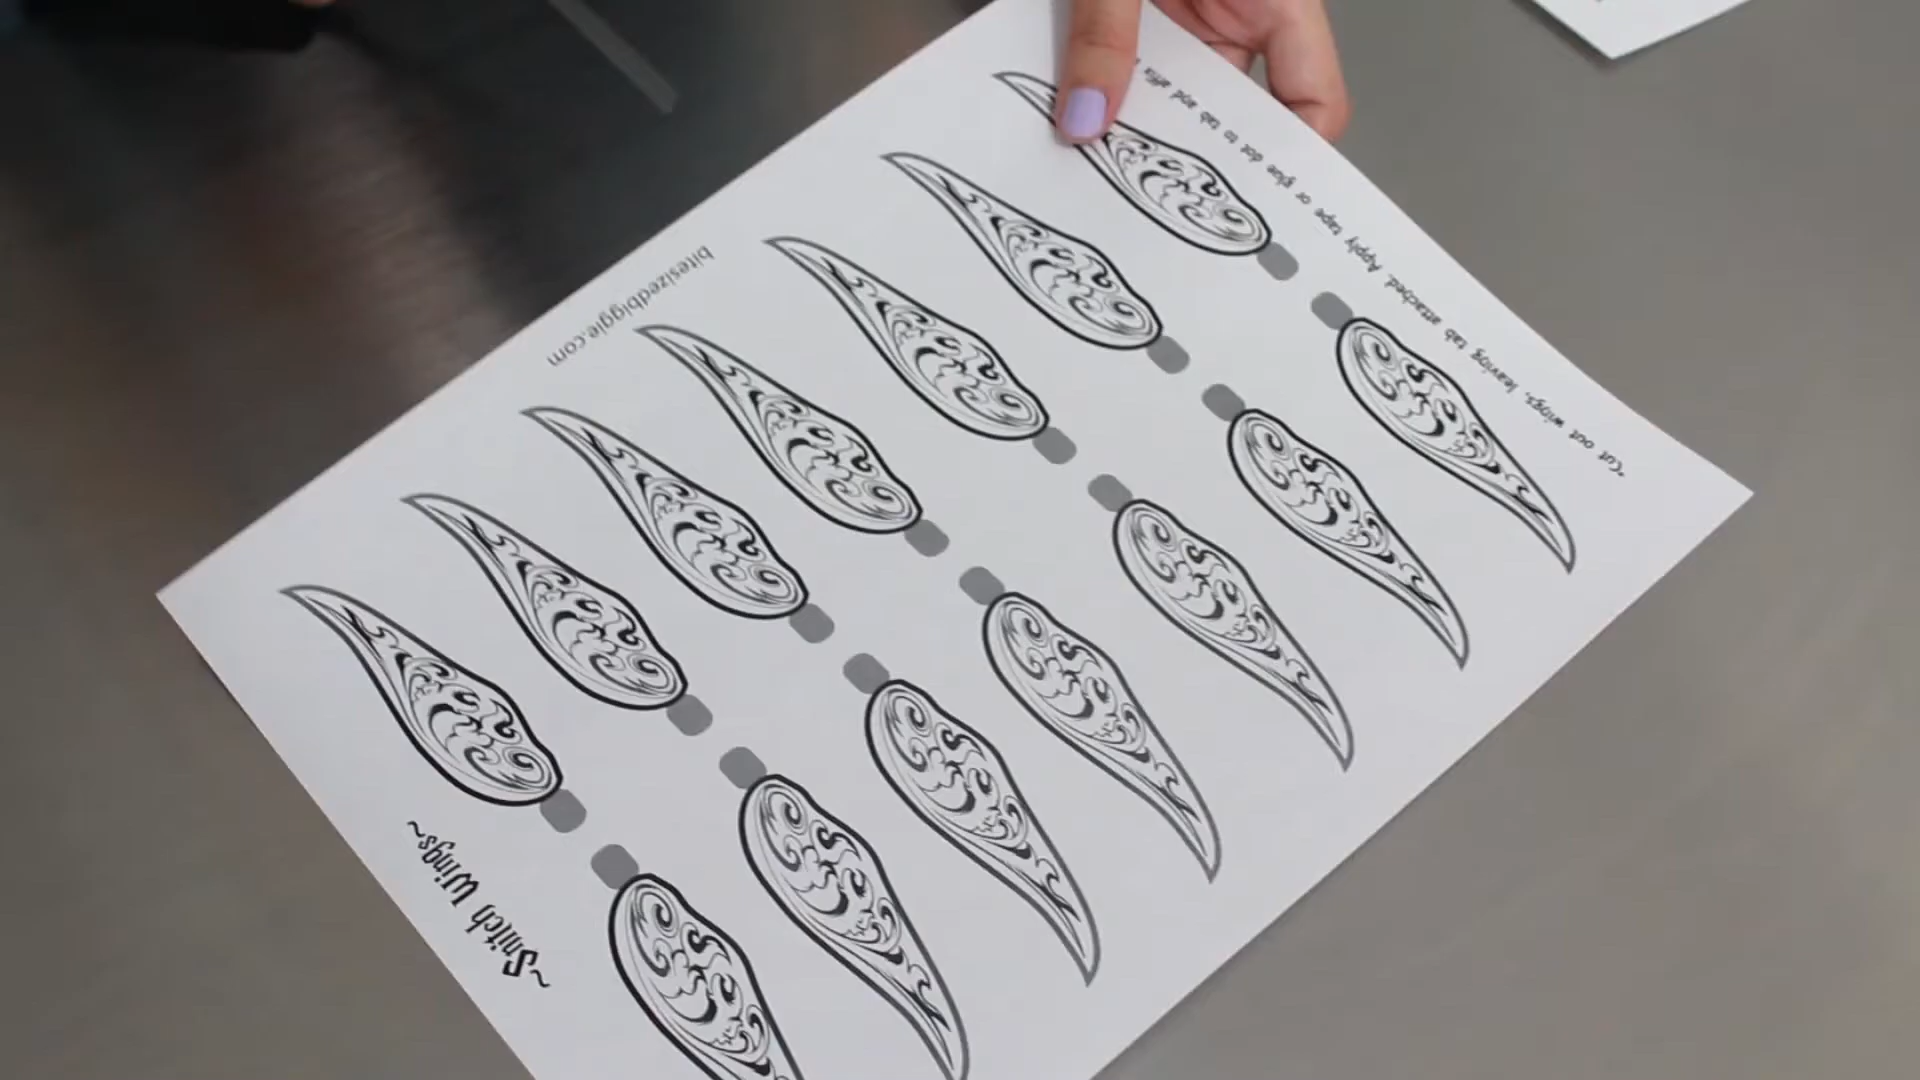 ~Snitch Wings~
*Cut out wings, leaving tab attached. Apply tape or glue dot to tab and affix
bitesizedbiggie.com